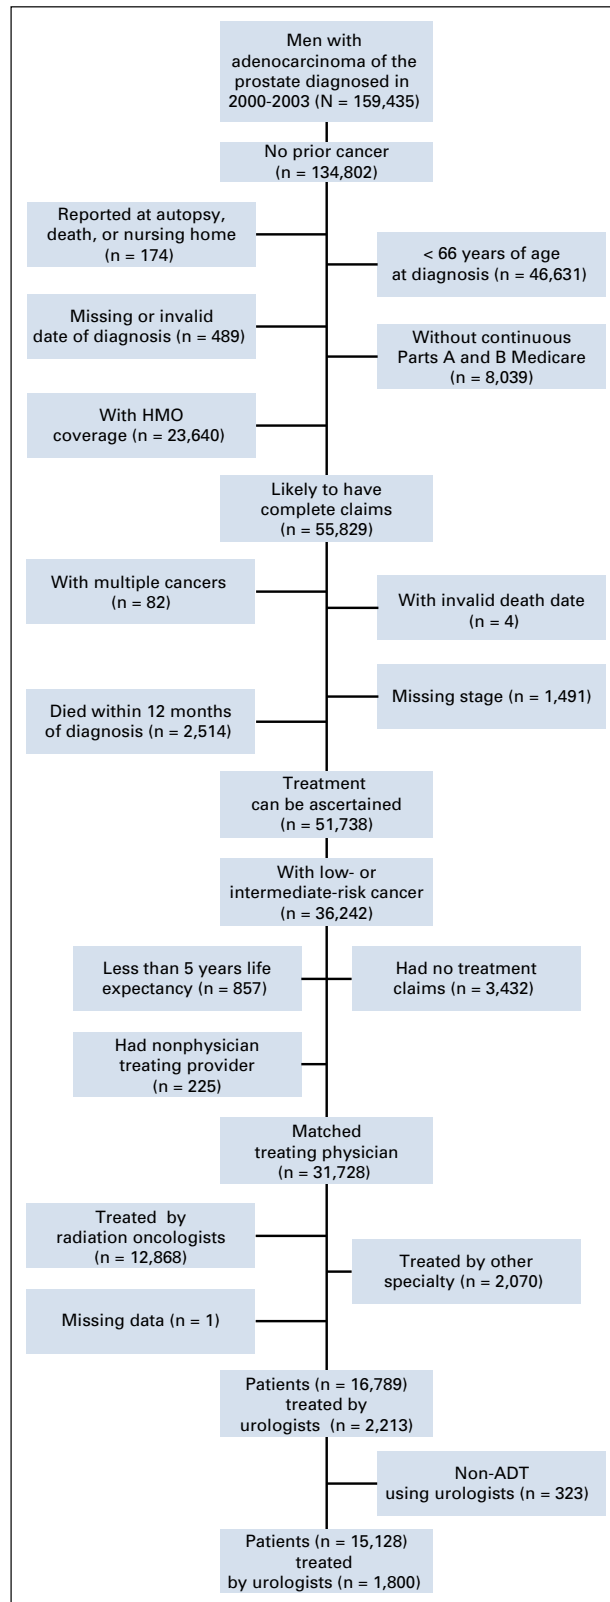 Men with
adenocarcinoma of the
prostate diagnosed in
2000-2003 (N = 159,435)
No prior cancer
(n = 134,802)
Reported at autopsy,
death, or nursing home
(n = 174)
< 66 years of age
at diagnosis (n = 46,631)
Missing or invalid
date of diagnosis (n = 489)
Without continuous
Parts A and B Medicare
(n = 8,039)
With HMO
coverage (n = 23,640)
Likely to have
complete claims
(n = 55,829)
With multiple cancers
(n = 82)
With invalid death date
(n = 4)
Missing stage (n = 1,491)
Died within 12 months
of diagnosis (n = 2,514)
Treatment
can be ascertained
(n = 51,738)
With low- or
intermediate-risk cancer
(n = 36,242)
Less than 5 years life
expectancy (n = 857)
Had no treatment
claims (n = 3,432)
Had nonphysician
treating provider
(n = 225)
Matched
treating physician
(n = 31,728)
Treated by
radiation oncologists
(n = 12,868)
Treated by other
specialty (n = 2,070)
Missing data (n = 1)
Patients (n = 16,789)
treated by
urologists (n = 2,213)
Non-ADT
using urologists (n = 323)
Patients (n = 15,128)
treated
by urologists (n = 1,800)